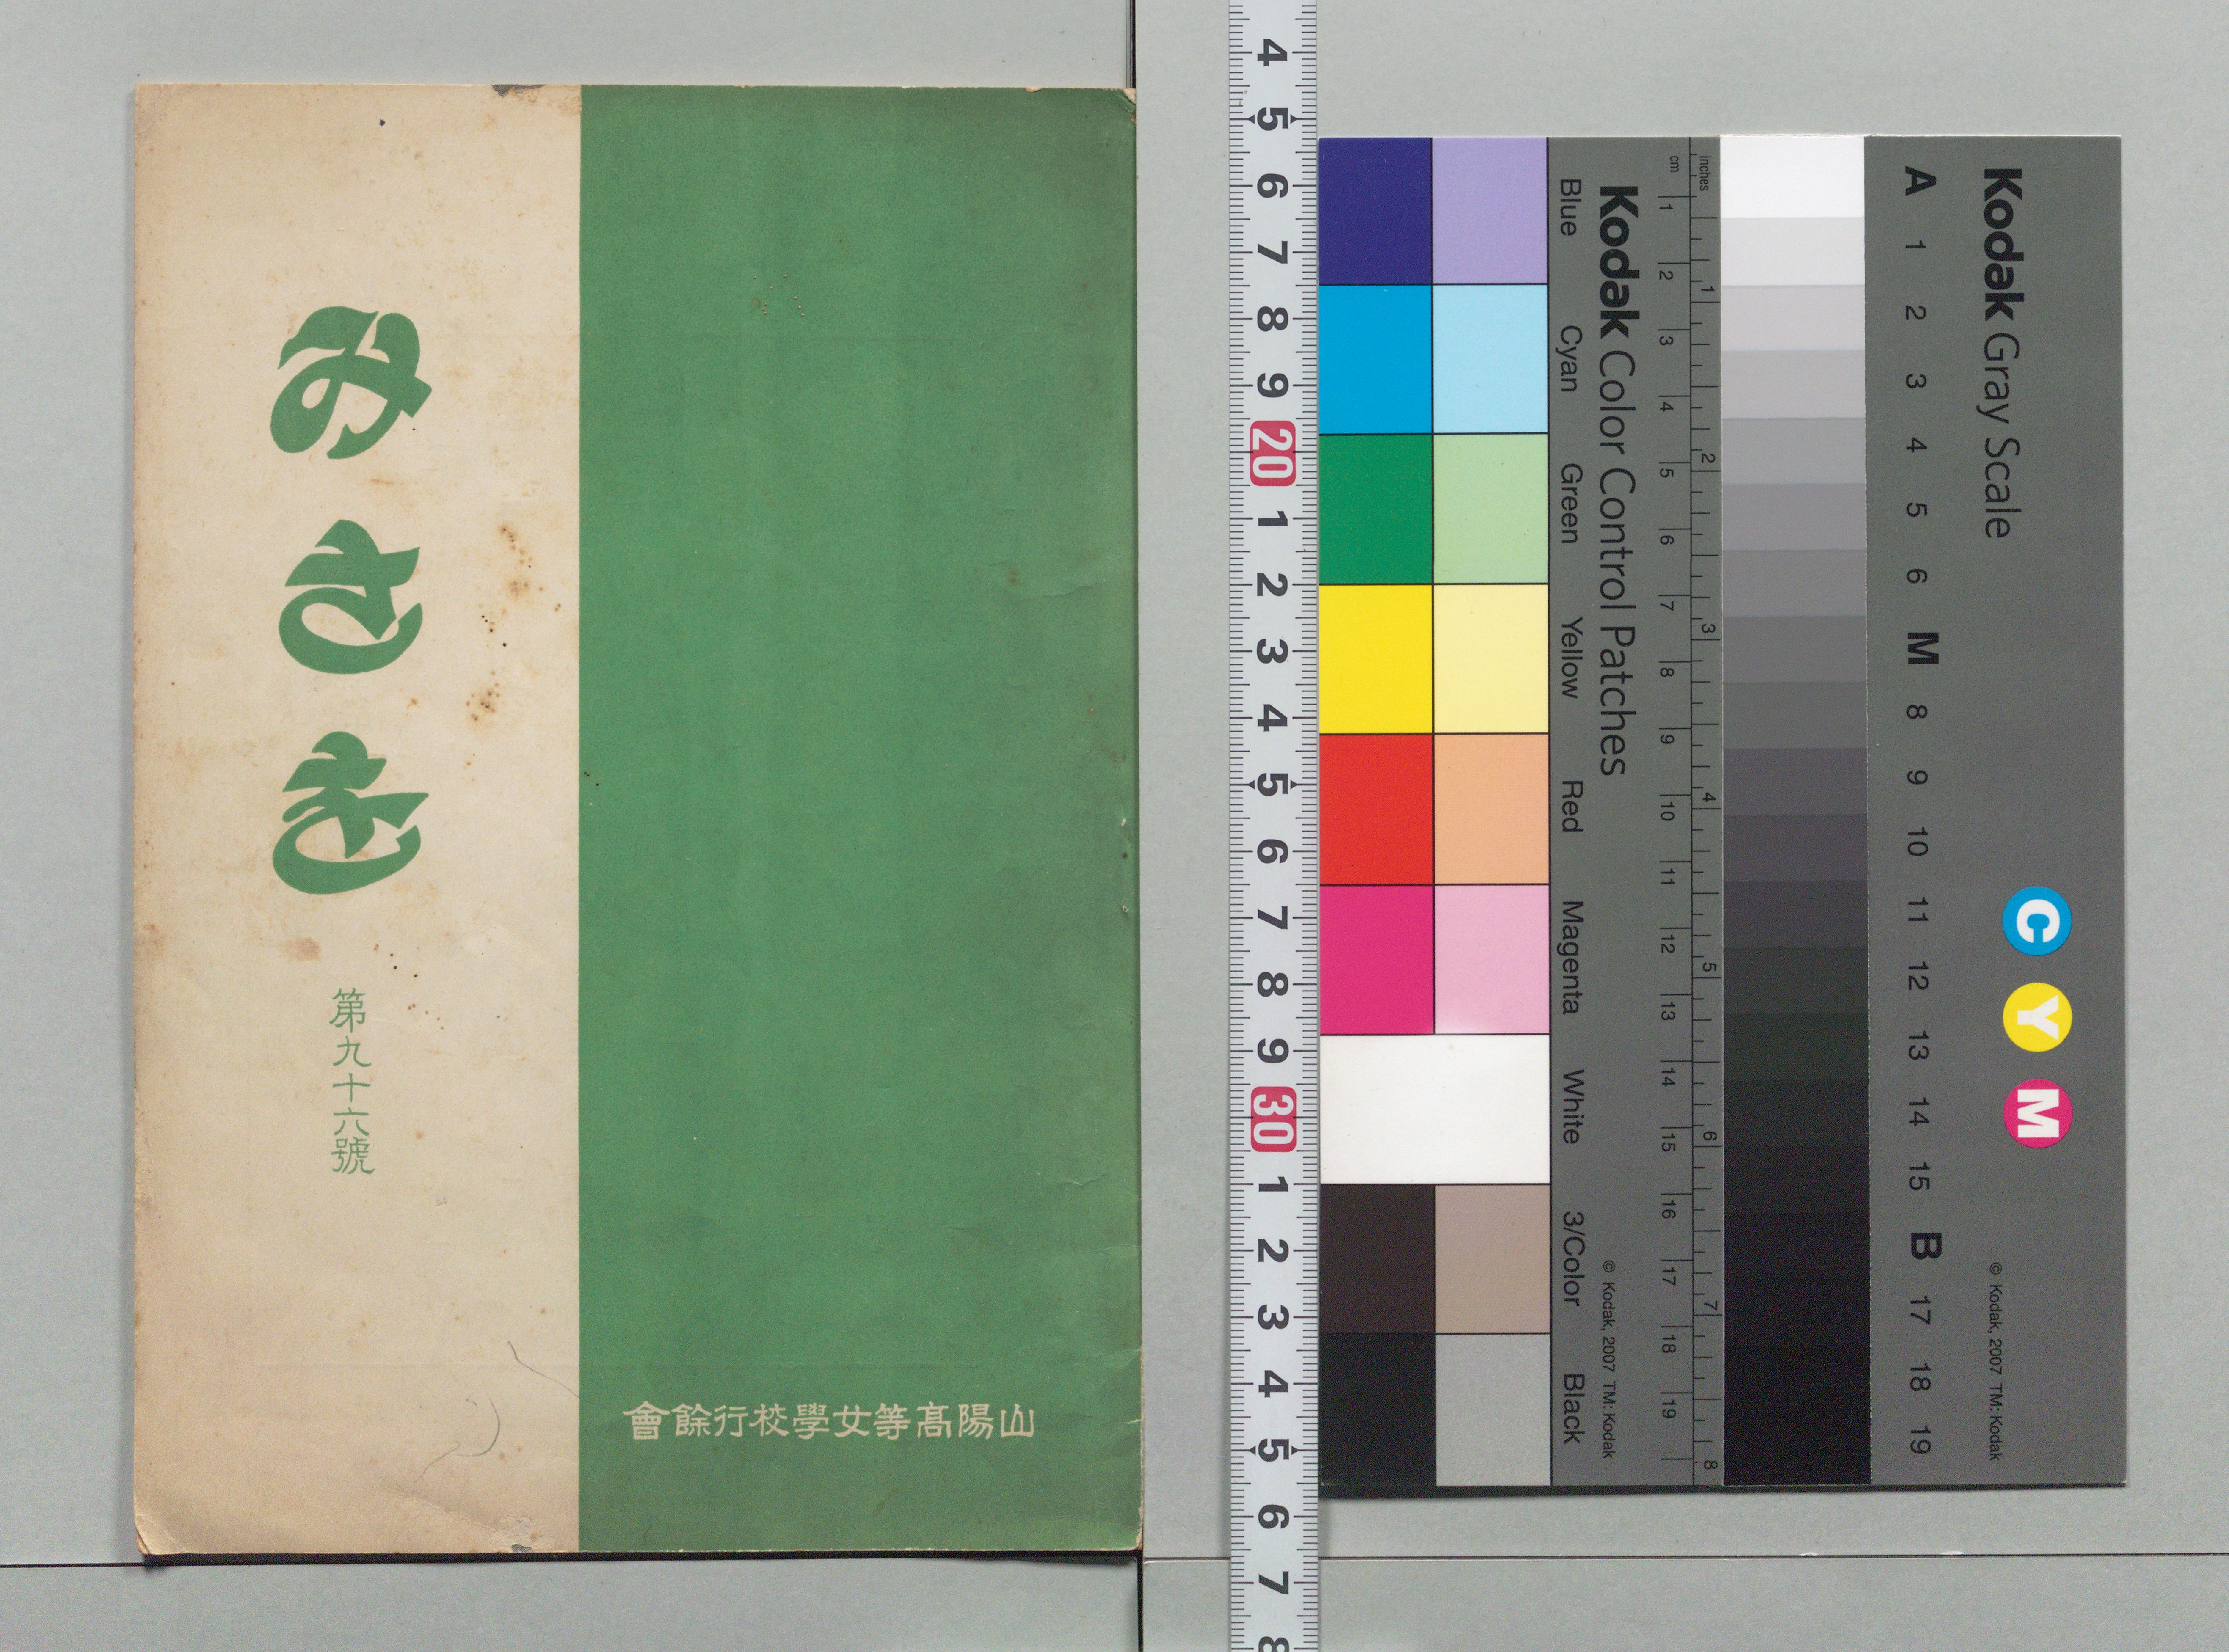 みさを
第九十六號
山陽髙等女學校行餘會
4 5 6 7 8 9 20 1 2 3 4 5 6 7 8 9 30 1 2 3 4 5 6 7 8
Kodak Color Control Patches
© Kodak, 2007 TM: Kodak
Blue Cyan Green Yellow Red Magenta White 3/Color Black
inches 1 2 3 4 5 6 7 8
cm 1 2 3 4 5 6 7 8 9 10 11 12 13 14 15 16 17 18 19
Kodak Gray Scale
C Y M
© Kodak, 2007 TM: Kodak
A 1 2 3 4 5 6 M 8 9 10 11 12 13 14 15 B 17 18 19